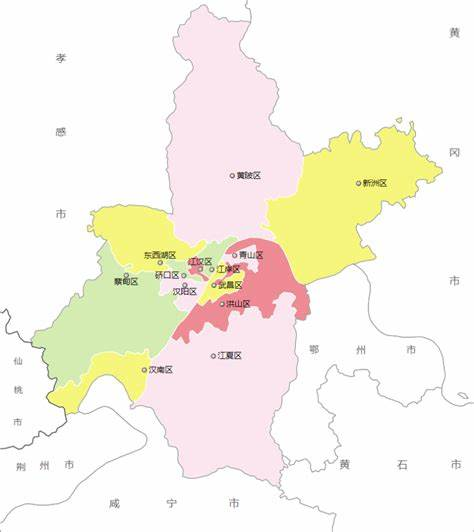 孝感市
黄冈市
黄陂区
新洲区
东西湖区
江汉区
青山区
江岸区
硚口区
蔡甸区
武昌区
汉阳区
洪山区
江夏区
汉南区
鄂州市
仙桃市
荆州市
黄石市
咸宁市